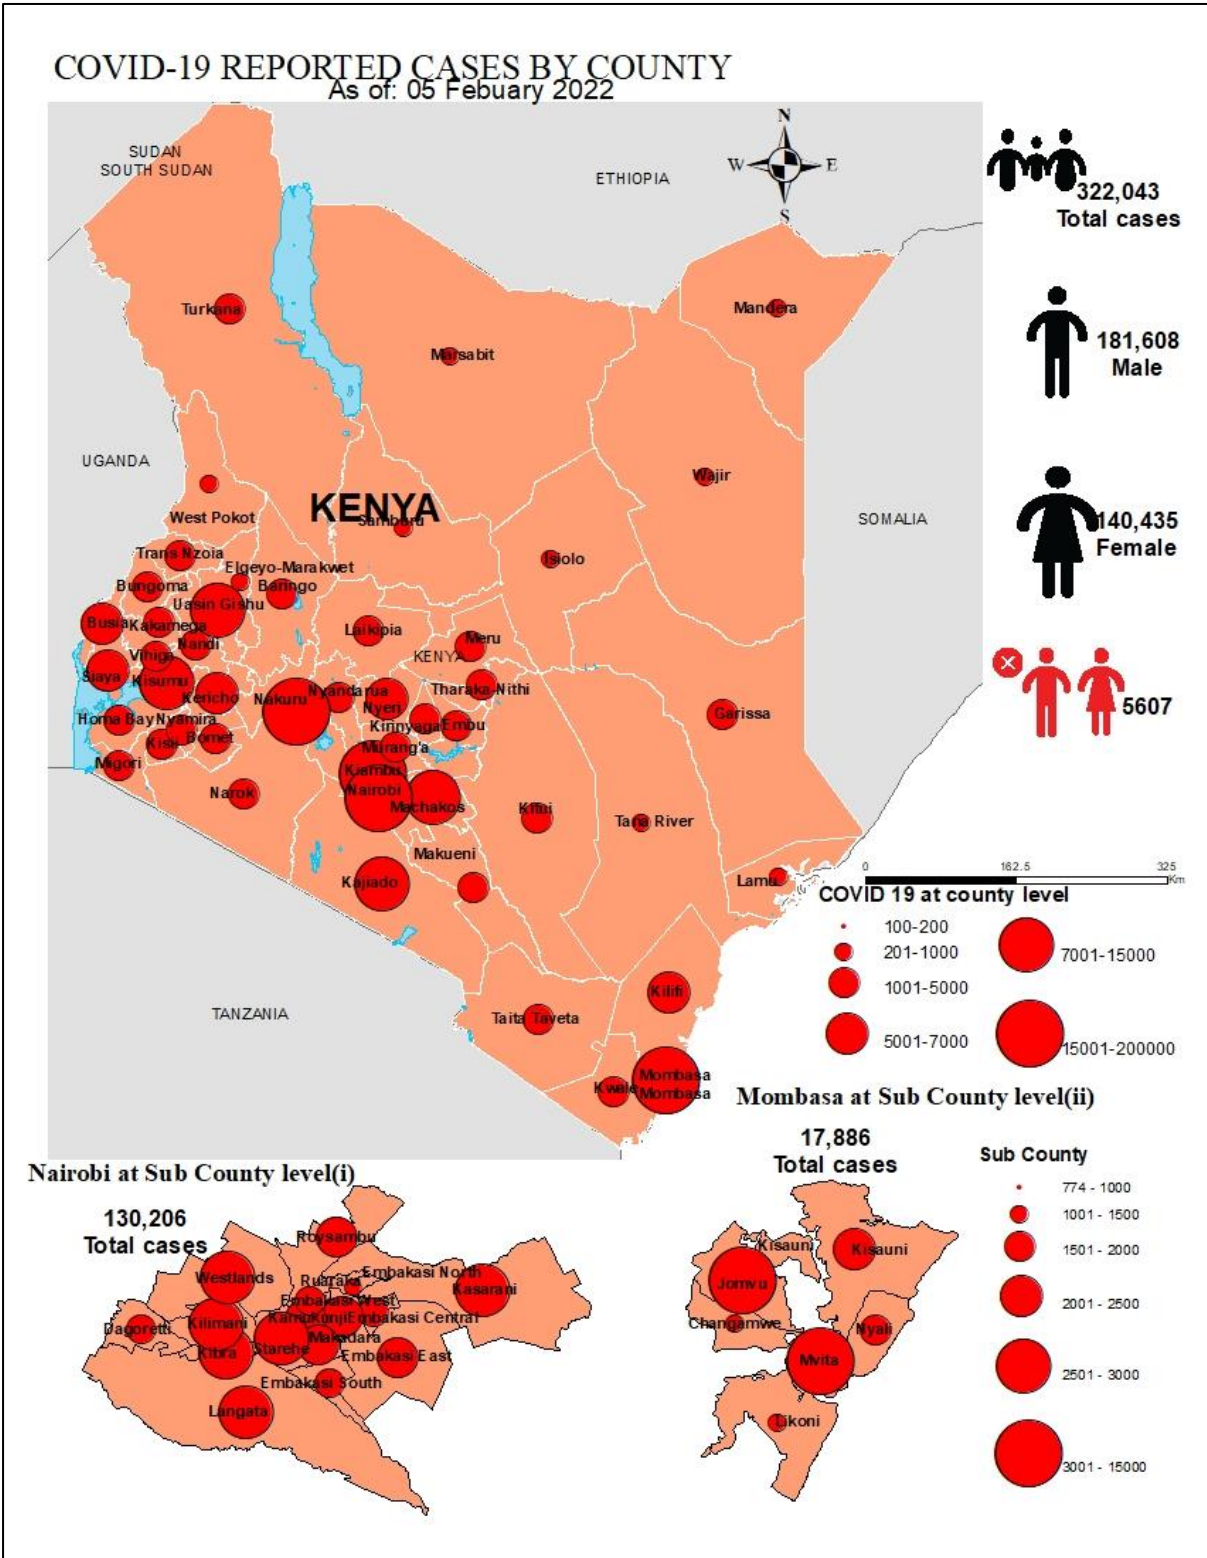 COVID-19 REPORTED CASES BY COUNTY
As of: 05 Febuary 2022
N
W
E
S
SUDAN
SOUTH SUDAN
ETHIOPIA
322,043
Total cases
Turkana
Mandera
Marsabit
181,608
Male
UGANDA
Wajir
KENYA
Samburu
West Pokot
SOMALIA
140,435
Female
Trans Nzoia
Isiolo
Elgeyo-Marakwet
Bungoma
Baringo
Uasin Gishu
Busia
Kakamega
Laikipia
Nandi
Meru
Vihiga
KENYA
Siaya
Kisumu
Kericho
Nakuru
Nyandarua
Tharaka-Nithi
Nyeri
Garissa
5607
Homa Bay
Nyamira
Kirinyaga
Embu
Kisii
Bomet
Murang'a
Migori
Kiambu
Narok
Nairobi
Machakos
Kitui
Tana River
Makueni
Kajiado
Lamu
0
162.5
325
Km
COVID 19 at county level
100-200
201-1000
1001-5000
5001-7000
7001-15000
15001-200000
Kilifi
TANZANIA
Taita Taveta
Mombasa
Kwale
Mombasa
Mombasa at Sub County level(ii)
17,886
Total cases
Sub County
774 - 1000
1001 - 1500
1501 - 2000
2001 - 2500
2501 - 3000
3001 - 15000
Kisauni
Kisauni
Jomvu
Changamwe
Nyali
Mvita
Likoni
Nairobi at Sub County level(i)
130,206
Total cases
Roysambu
Westlands
Ruaraka
Embakasi North
Kasarani
Embakasi West
Dagoretti
Kilimani
Kamukunji
Embakasi Central
Makadara
Kibra
Starehe
Embakasi East
Embakasi South
Langata